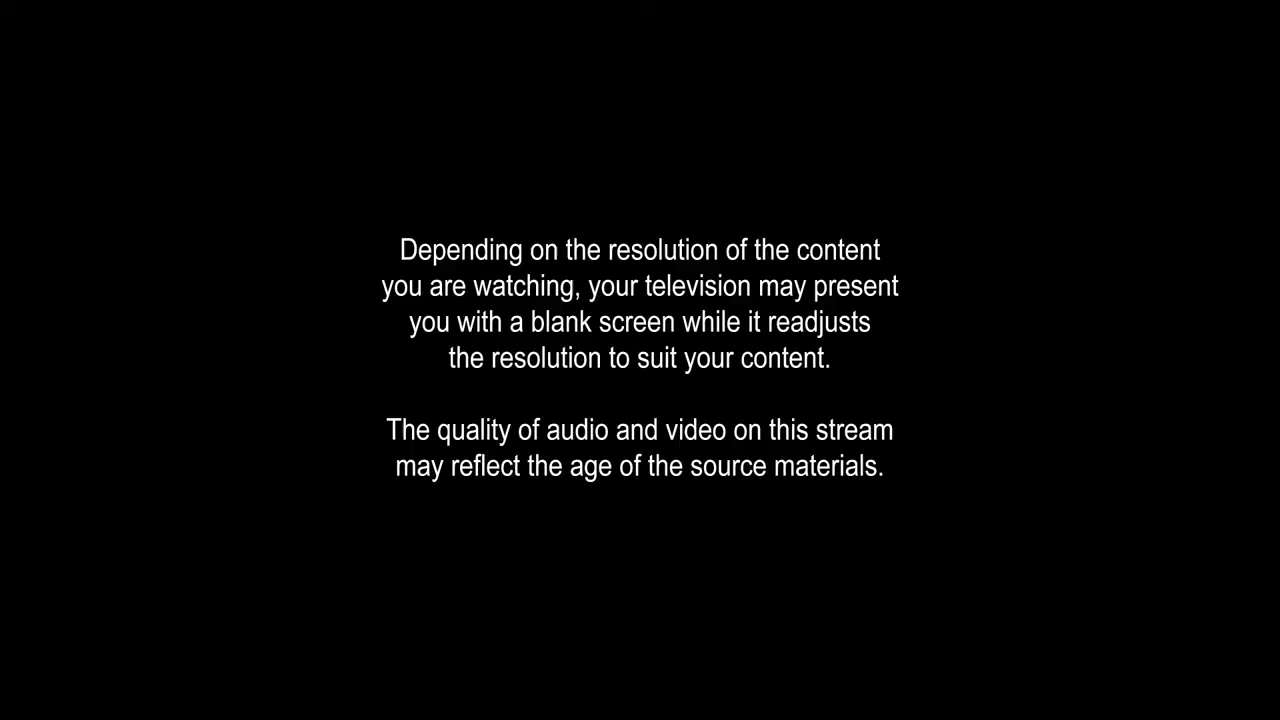 Depending on the resolution of the content
you are watching, your television may present
you with a blank screen while it readjusts
the resolution to suit your content.
The quality of audio and video on this stream
may reflect the age of the source materials.